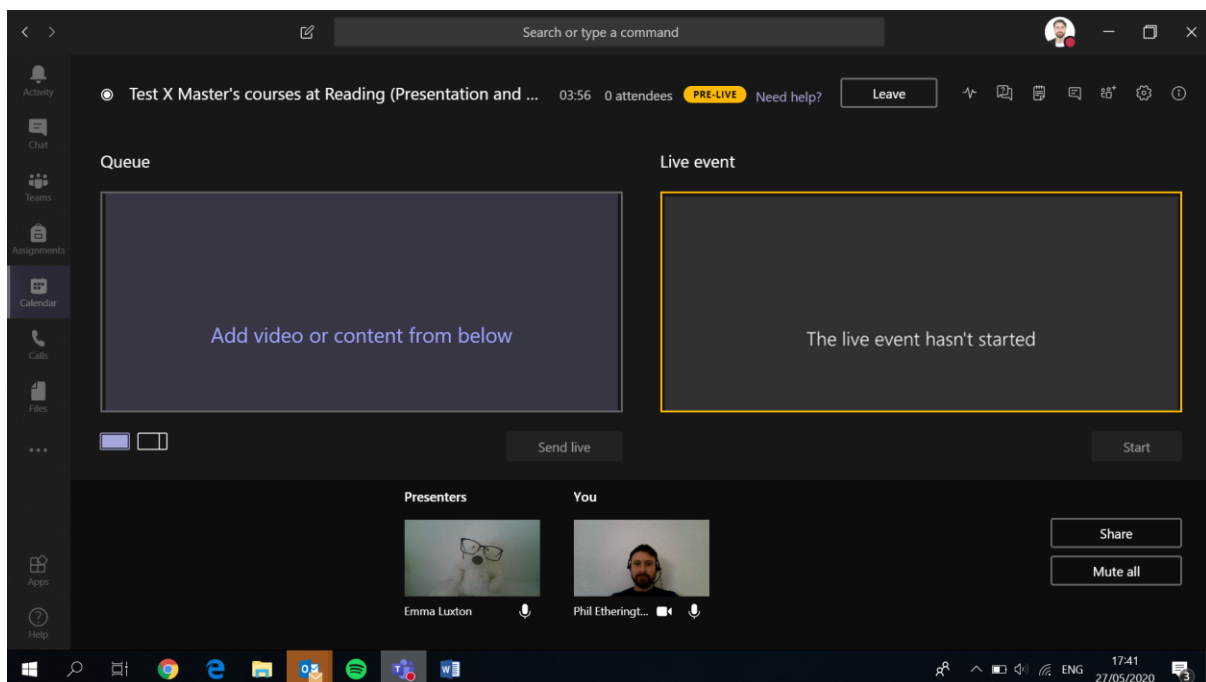 Search or type a command
Activity
Chat
Teams
Assignments
Calendar
Calls
Files
Apps
Help
Test X Master's courses at Reading (Presentation and ... 03:56 0 attendees PRE-LIVE Need help? Leave
Queue
Add video or content from below
Send live
Live event
The live event hasn't started
Start
Presenters
Emma Luxton
You
Phil Etheringt...
Share
Mute all
ENG
17:41
27/05/2020
3